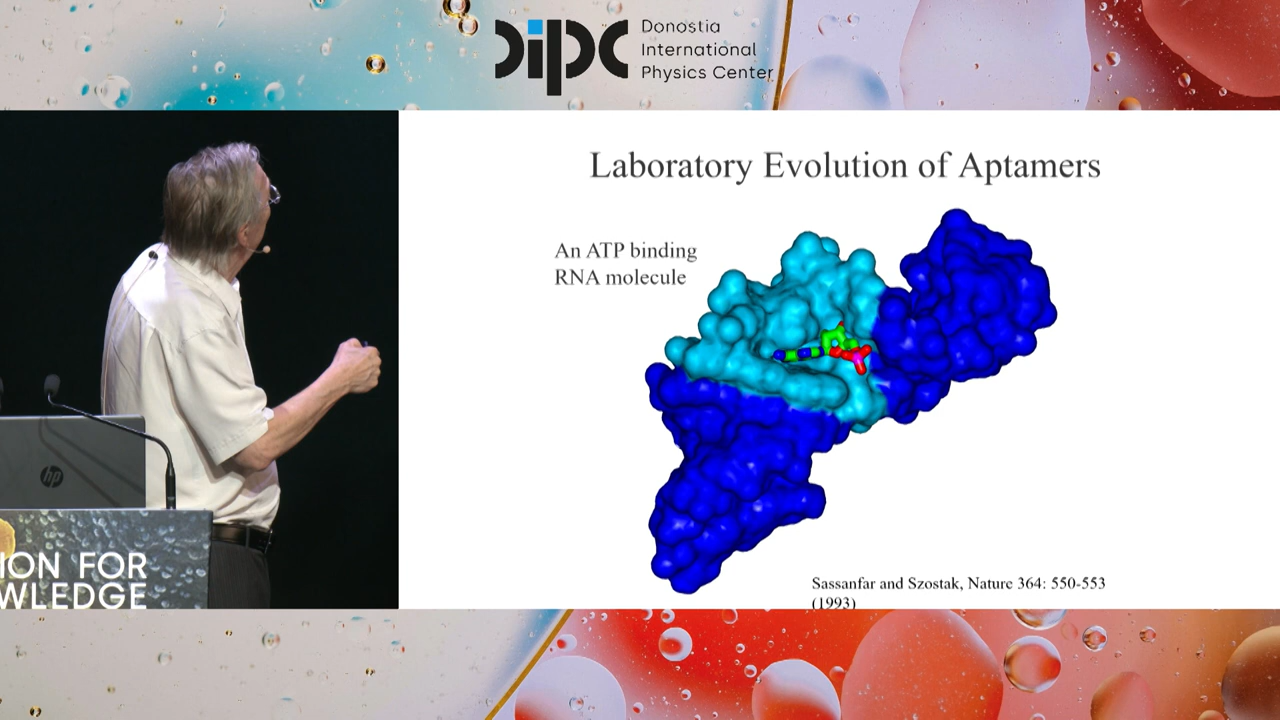 DIPC
Donostia
International
Physics Center
Laboratory Evolution of Aptamers
An ATP binding
RNA molecule
hp
ION FOR
WLEDGE
Sassanfar and Szostak, Nature 364: 550-553
(1993)